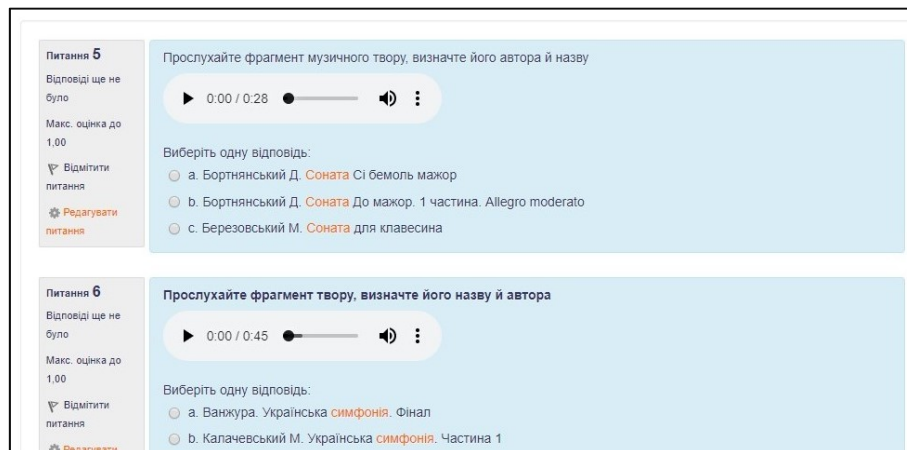 Питання 5
Відповіді ще не
було
Макс. оцінка до
1,00
Відмітити
питання
Редагувати
питання
Прослухайте фрагмент музичного твору, визначте його автора й назву
0:00 / 0:28
Виберіть одну відповідь:
a. Бортнянський Д. Соната Сі бемоль мажор
b. Бортнянський Д. Соната До мажор. 1 частина. Allegro moderato
c. Березовський М. Соната для клавесина
Питання 6
Відповіді ще не
було
Макс. оцінка до
1,00
Відмітити
питання
Редагувати
Прослухайте фрагмент твору, визначте його назву й автора
0:00 / 0:45
Виберіть одну відповідь:
a. Ванжура. Українська симфонія. Фінал
b. Калачевський М. Українська симфонія. Частина 1